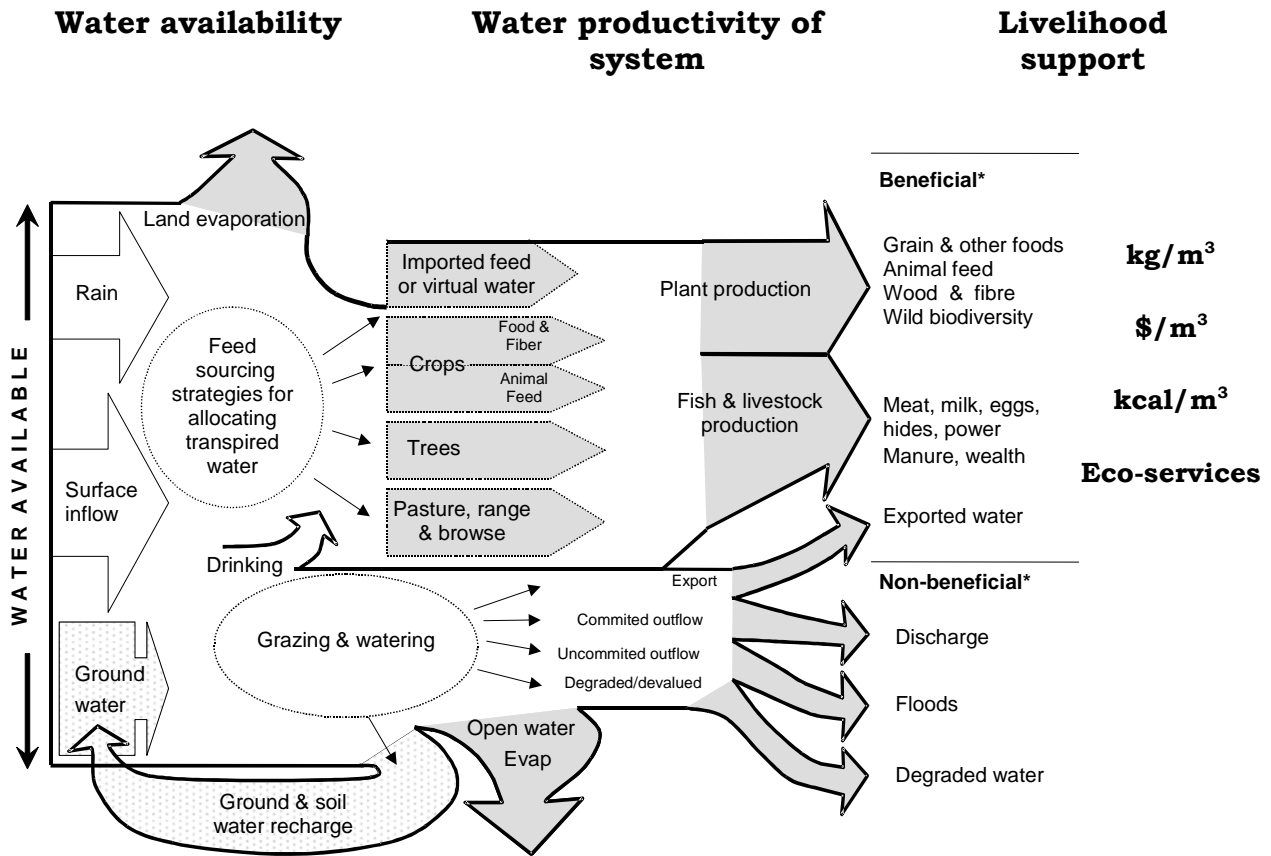 Water availability
Water productivity of
system
Livelihood
support
WATER AVAILABLE
Land evaporation
Rain
Surface
inflow
Ground
water
Feed
sourcing
strategies for
allocating
transpired
water
Drinking
Grazing & watering
Ground & soil
water recharge
Open water
Evap
Imported feed
or virtual water
Crops
Food &
Fiber
Animal
Feed
Trees
Pasture, range
& browse
Export
Commited outflow
Uncommited outflow
Degraded/devalued
Plant production
Fish & livestock
production
Beneficial*
Grain & other foods
Animal feed
Wood & fibre
Wild biodiversity
Meat, milk, eggs,
hides, power
Manure, wealth
Exported water
Non-beneficial*
Discharge
Floods
Degraded water
kg/m³
$/m³
kcal/m³
Eco-services